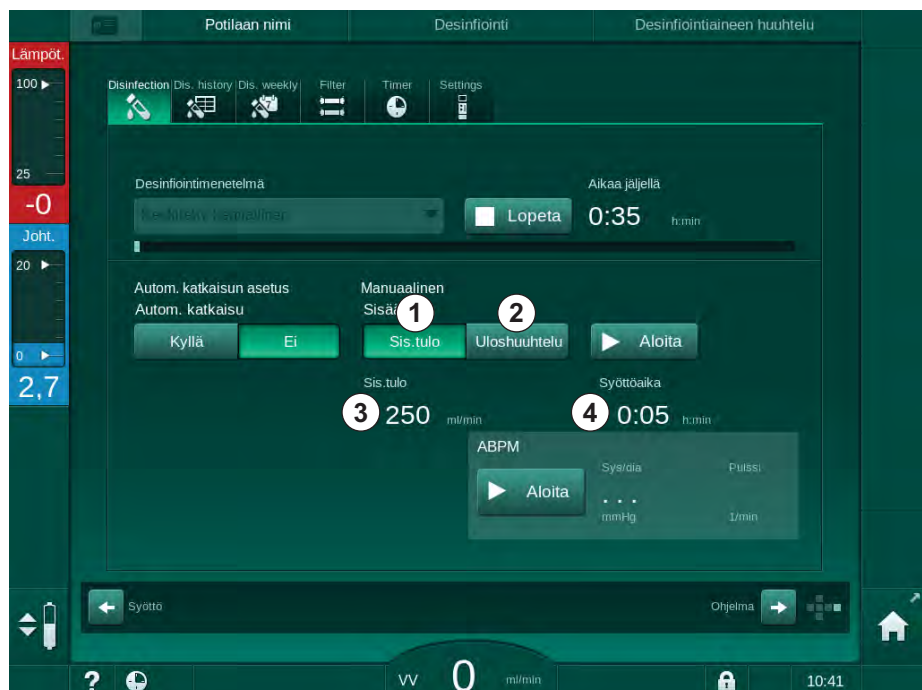 Potilaan nimi Desinfiointi Desinfiointiaineen huuhtelu
Lämpöt.
100
25
-0
Joht.
20
0
2,7
Disinfection Dis. history Dis. weekly Filter Timer Settings
7
Desinfiointimenetelmä
Aikaa jäljellä
Lopeta
0:35 h:min
Autom. katkaisun asetus
Autom. katkaisu
Kyllä Ei
Manuaalinen
1 2
Sis.tulo Uloshuuhtelu
Aloita
Sis.tulo
3 250 ml/min
Syöttöaika
4 0:05 h:min
ABPM
Aloita
Sys/dia Pulssi
. . .
mmHg 1/min
Syöttö
Ohjelma
? VV 0 ml/min 10:41